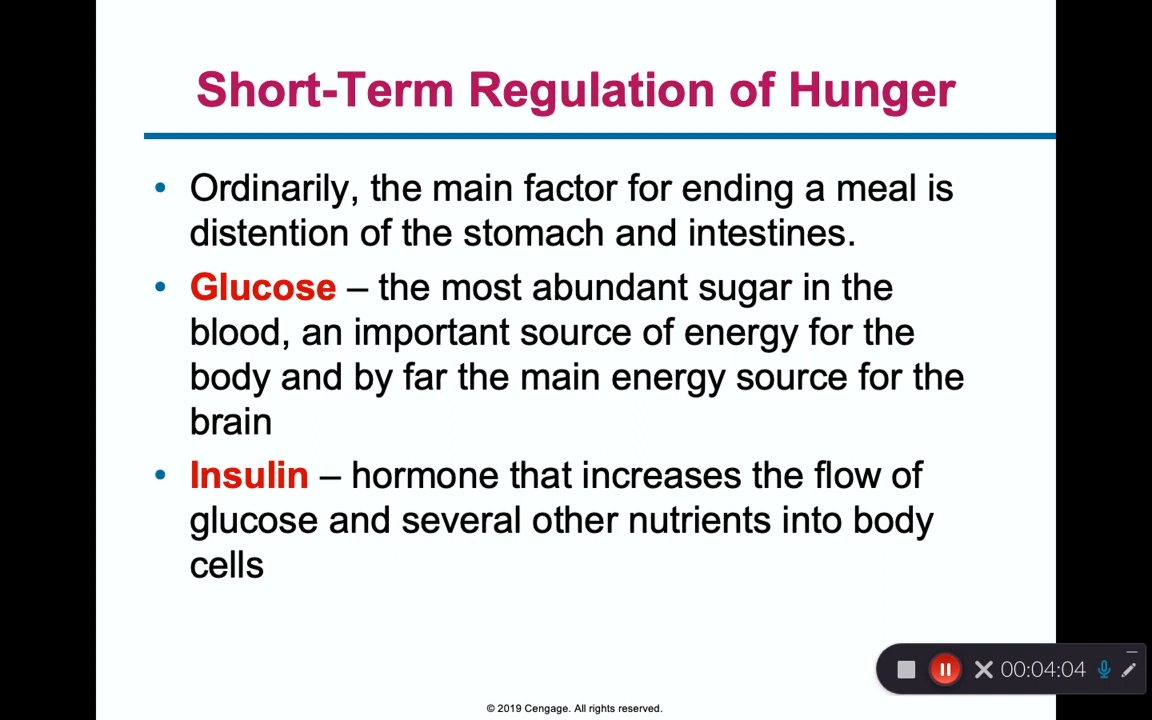 Short-Term Regulation of Hunger
• Ordinarily, the main factor for ending a meal is
distention of the stomach and intestines.
• Glucose – the most abundant sugar in the
blood, an important source of energy for the
body and by far the main energy source for the
brain
• Insulin – hormone that increases the flow of
glucose and several other nutrients into body
cells
00:04:04
© 2019 Cengage. All rights reserved.